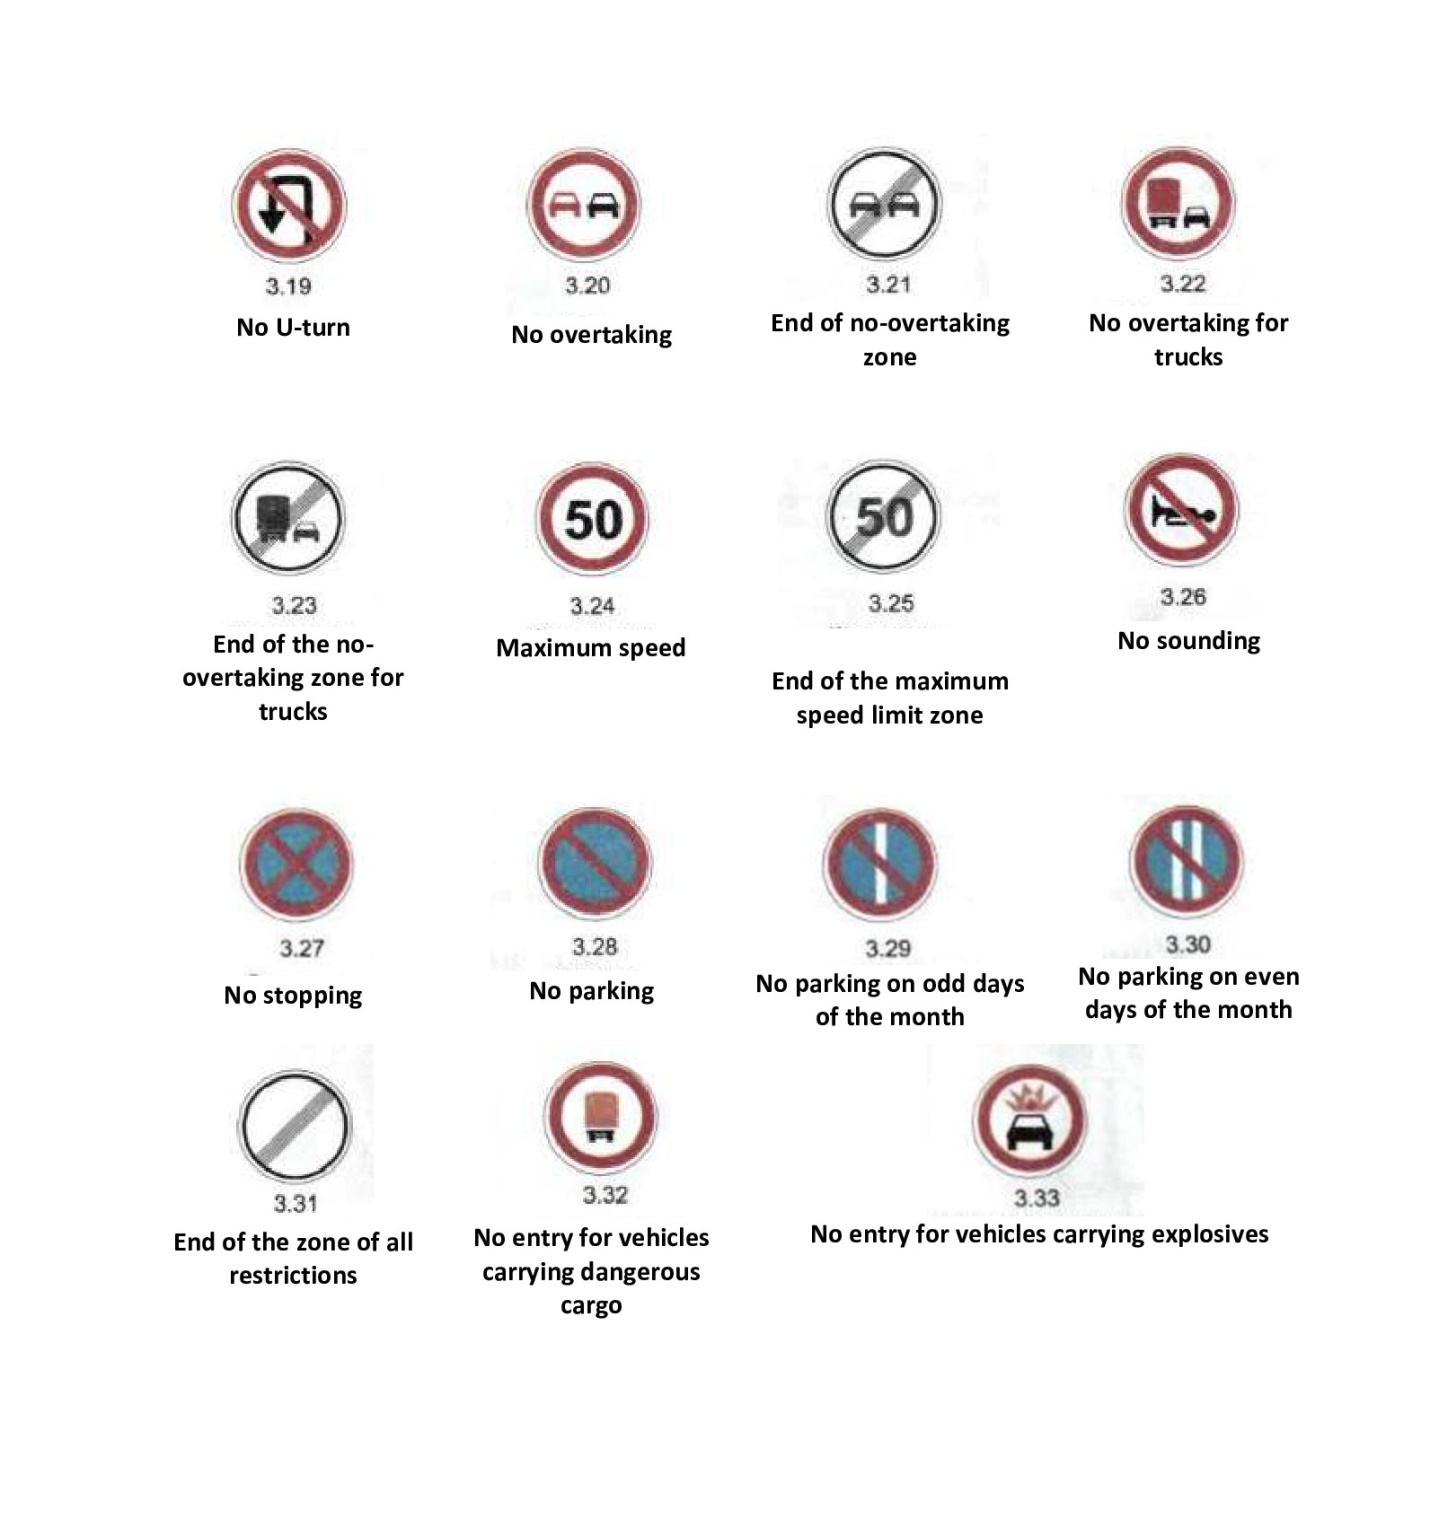 3.19
No U-turn
3.20
No overtaking
3.21
End of no-overtaking
zone
3.22
No overtaking for
trucks
3.23
End of the no-
overtaking zone for
trucks
50
3.24
Maximum speed
50
3.25
End of the maximum
speed limit zone
3.26
No sounding
3.27
No stopping
3.28
No parking
3.29
No parking on odd days
of the month
3.30
No parking on even
days of the month
3.31
End of the zone of all
restrictions
3.32
No entry for vehicles
carrying dangerous
cargo
3.33
No entry for vehicles carrying explosives